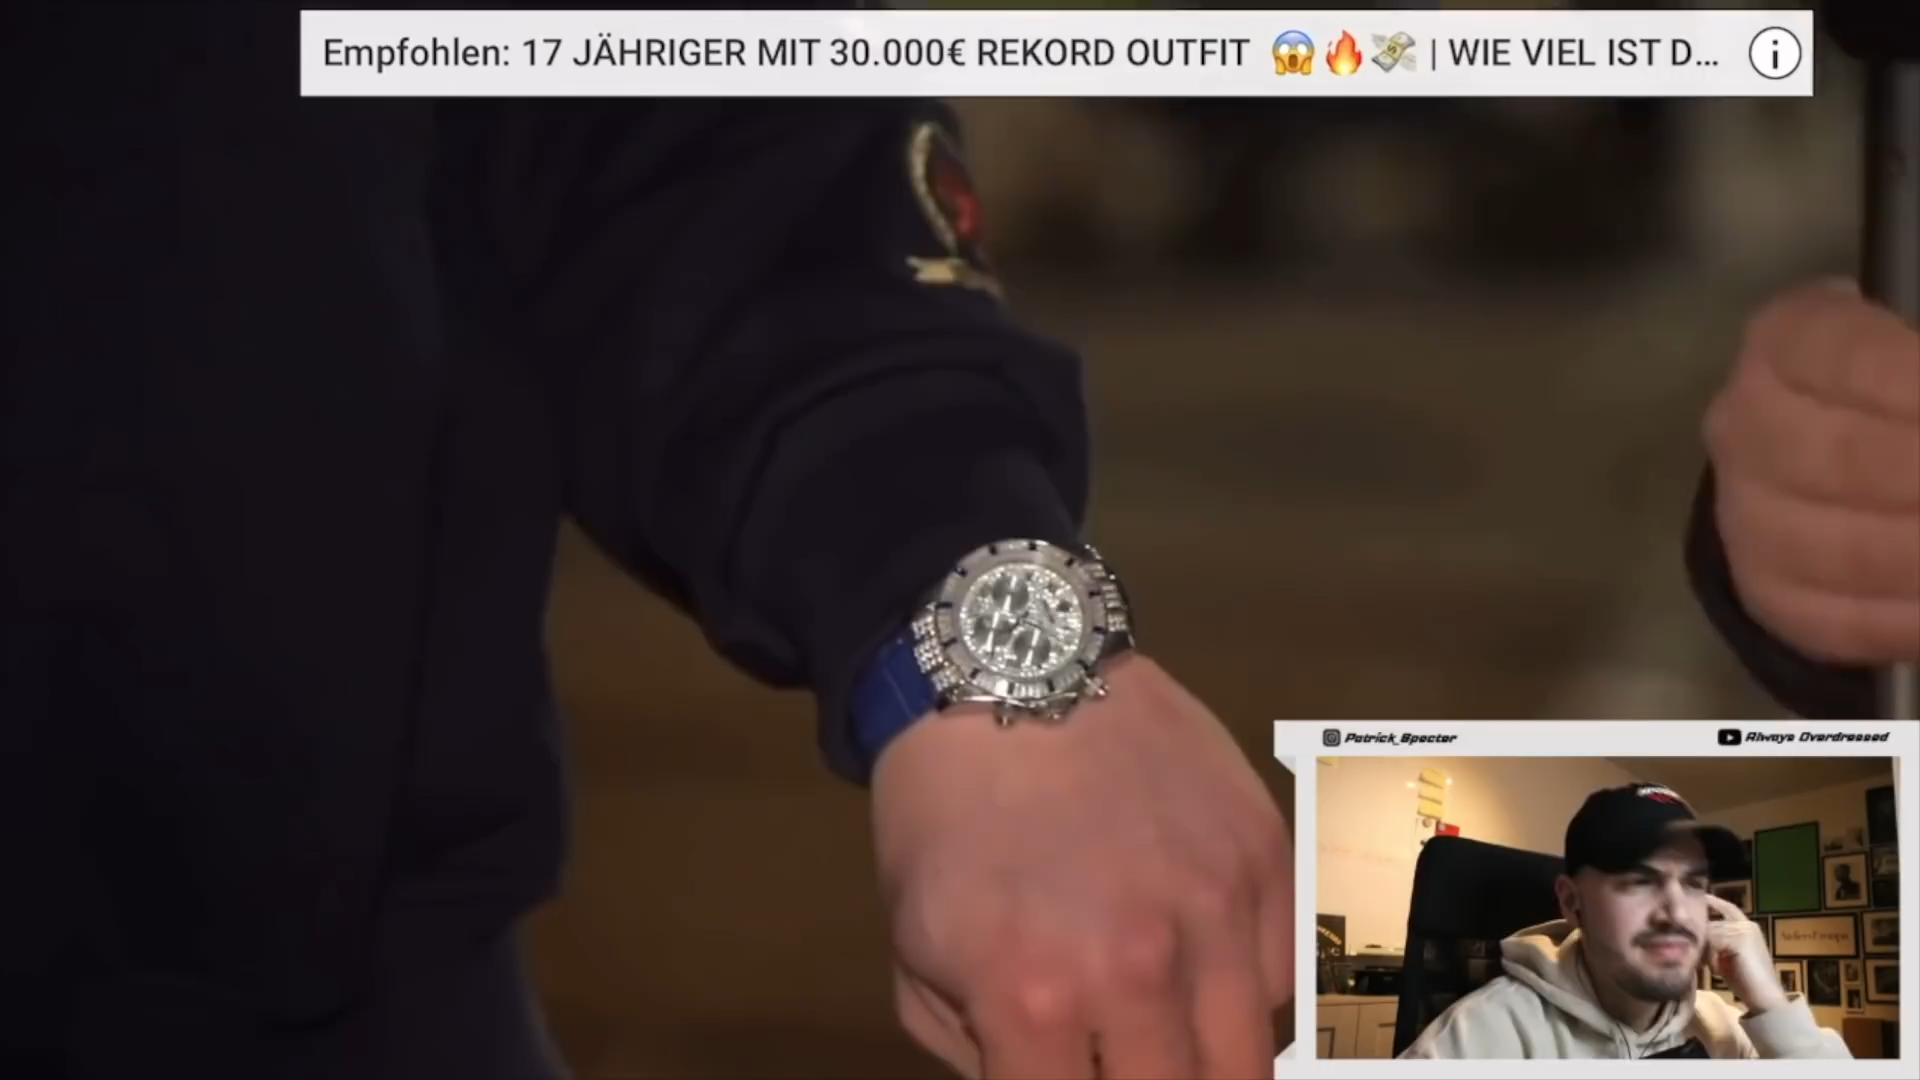 Empfohlen: 17 JÄHRIGER MIT 30.000€ REKORD OUTFIT 😱🔥💸 | WIE VIEL IST D...
Patrick_Specter
Always Overdressed